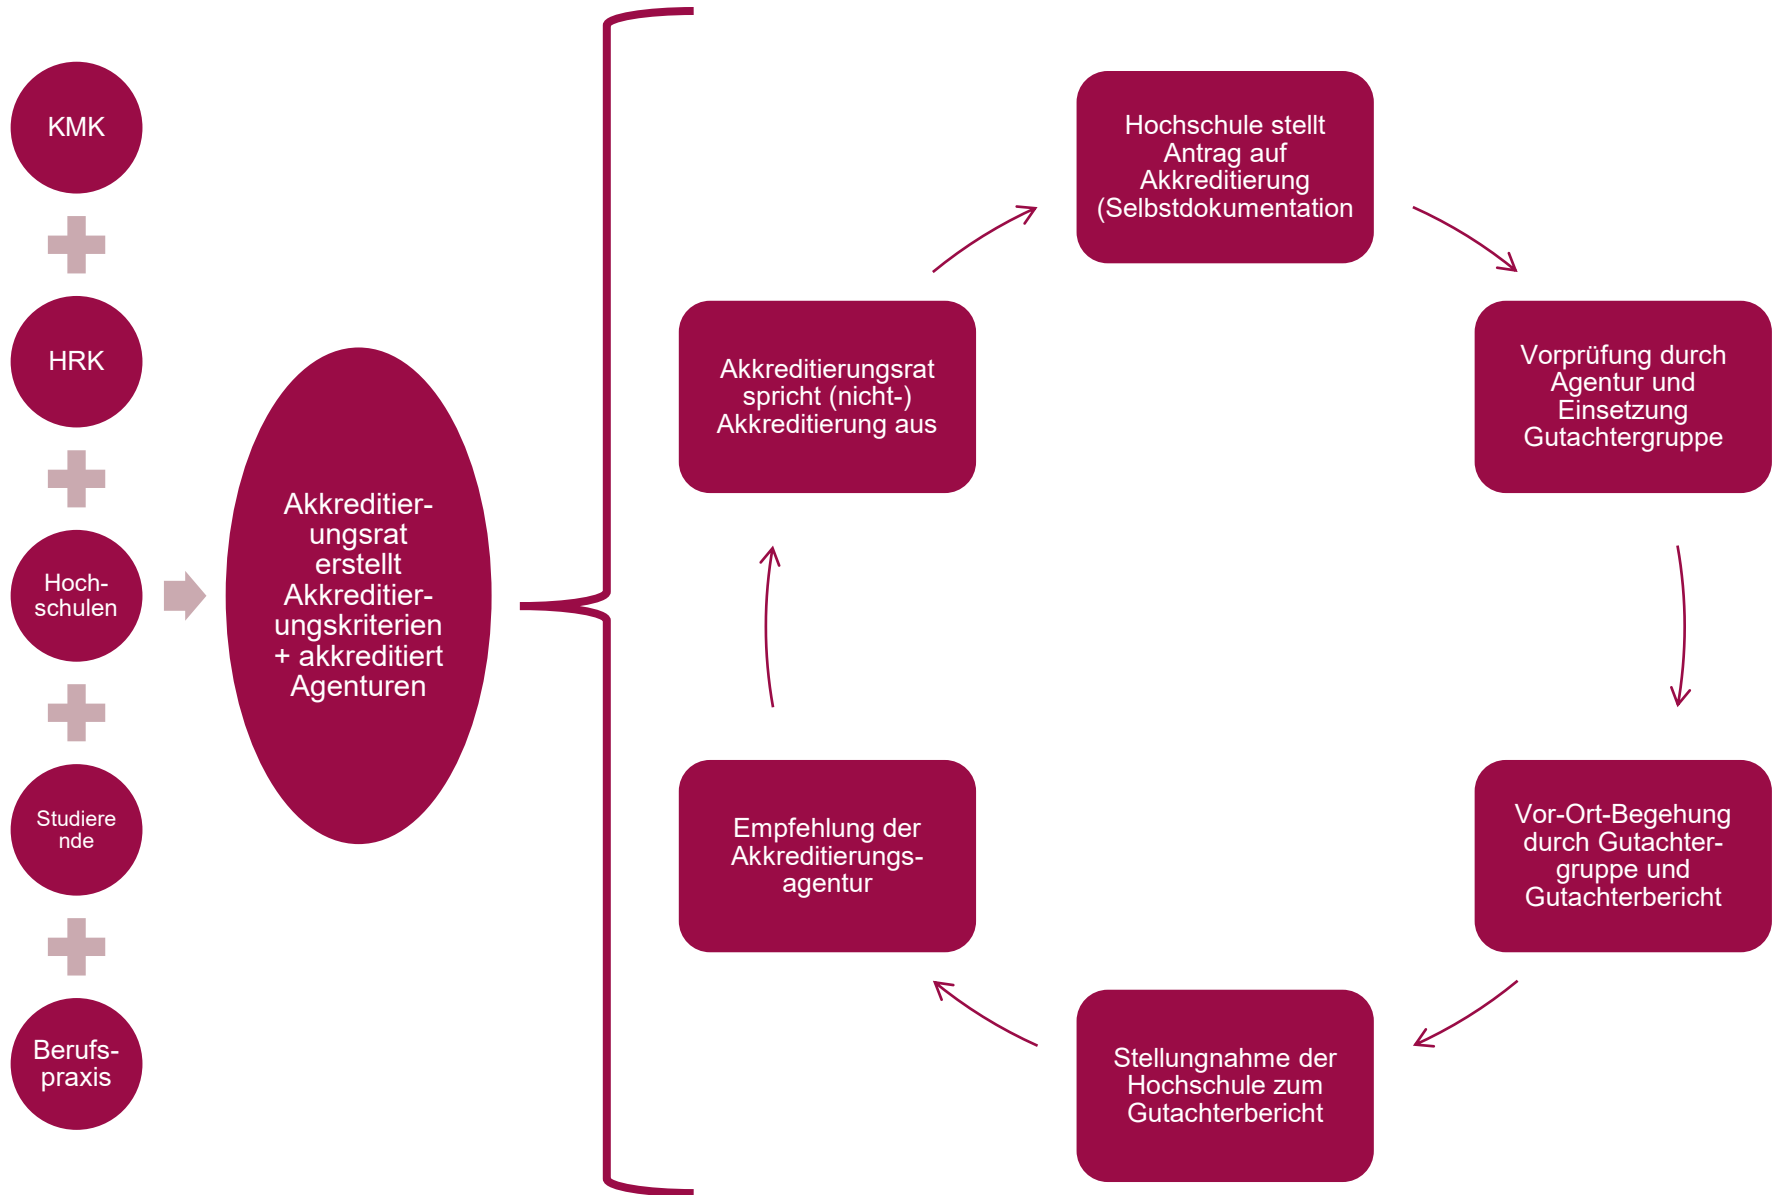 KMK
HRK
Hoch-
schulen
Studiere
nde
Berufs-
praxis
Akkreditier-
ungsrat
erstellt
Akkreditier-
ungskriterien
+ akkreditiert
Agenturen
Hochschule stellt
Antrag auf
Akkreditierung
(Selbstdokumentation
Vorprüfung durch
Agentur und
Einsetzung
Gutachtergruppe
Vor-Ort-Begehung
durch Gutachter-
gruppe und
Gutachterbericht
Stellungnahme der
Hochschule zum
Gutachterbericht
Empfehlung der
Akkreditierungs-
agentur
Akkreditierungsrat
spricht (nicht-)
Akkreditierung aus